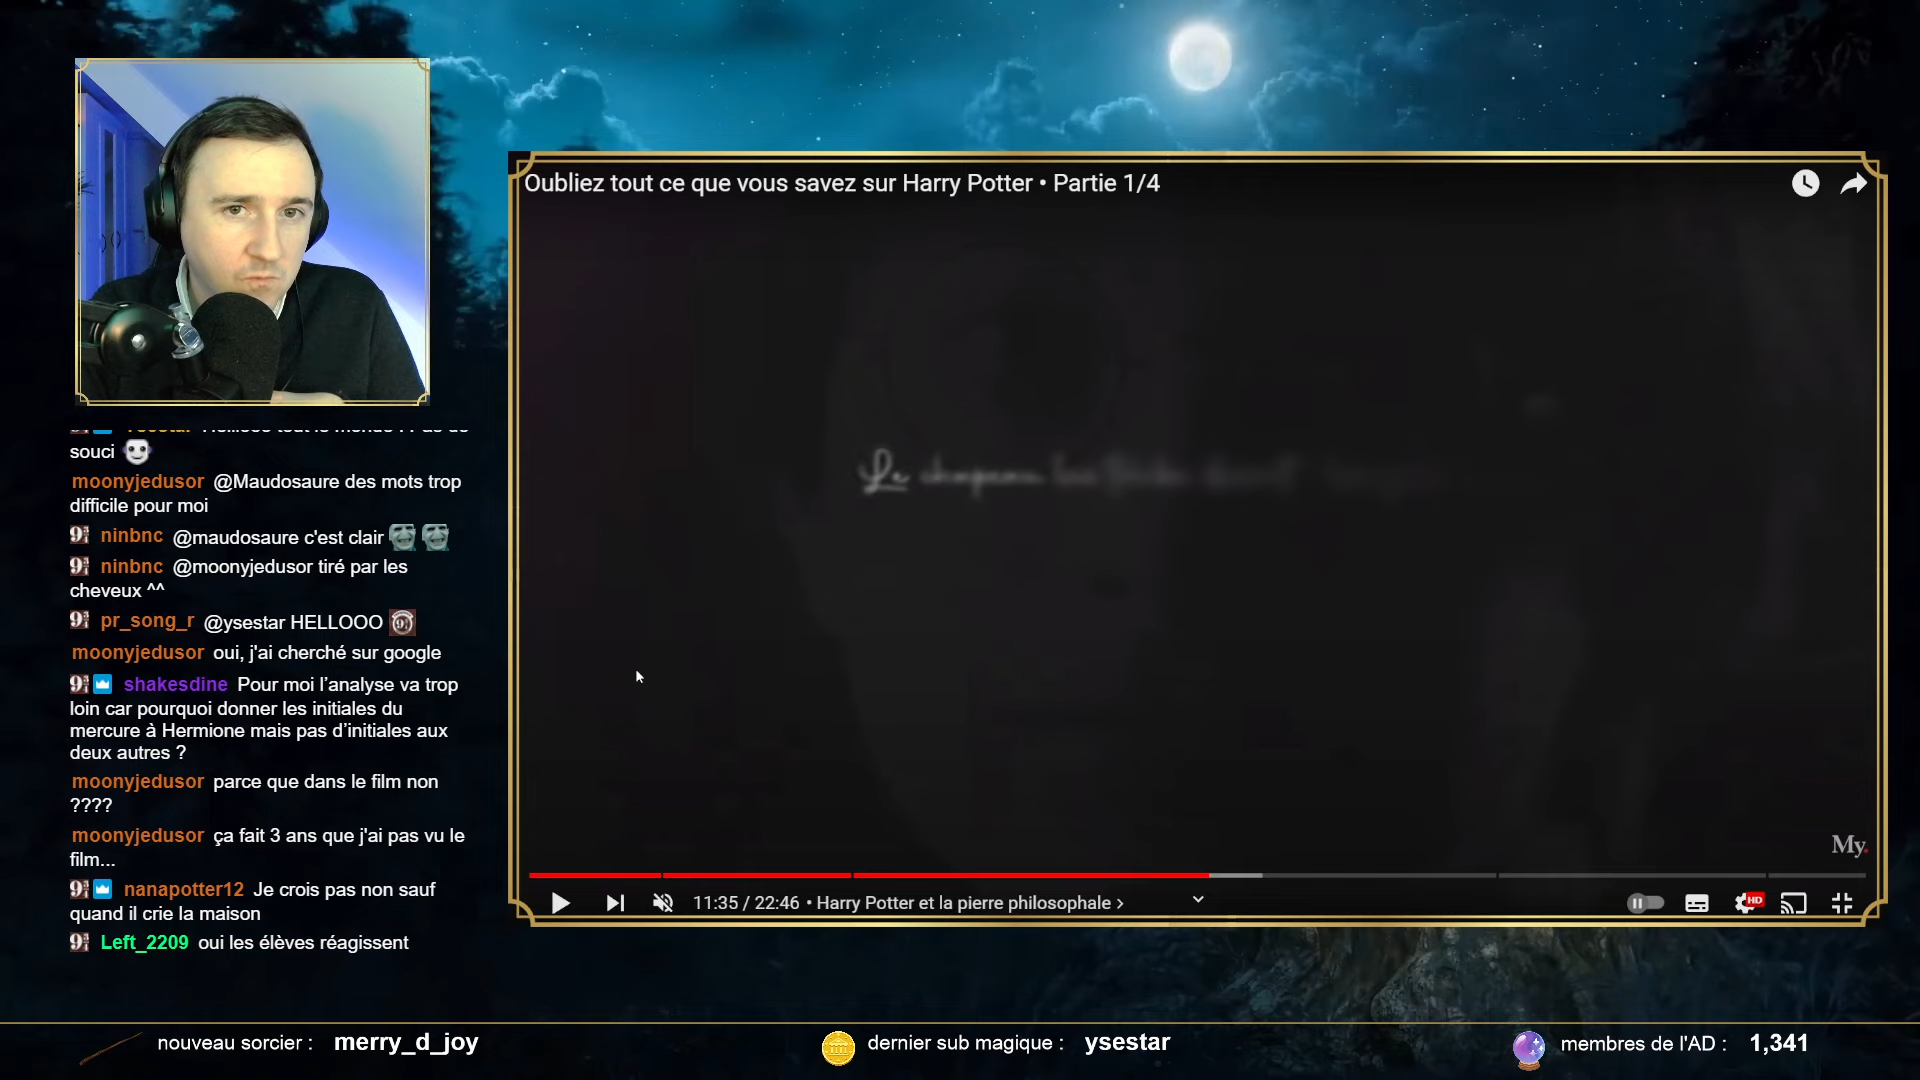 Oubliez tout ce que vous savez sur Harry Potter • Partie 1/4
souci
moonyjedusor @Maudosaure des mots trop
difficile pour moi
ninbnc @maudosaure c'est clair
ninbnc @moonyjedusor tiré par les
cheveux ^^
pr_song_r @ysestar HELLOOO
moonyjedusor oui, j'ai cherché sur google
shakesdine Pour moi l’analyse va trop
loin car pourquoi donner les initiales du
mercure à Hermione mais pas d’initiales aux
deux autres ?
moonyjedusor parce que dans le film non
????
moonyjedusor ça fait 3 ans que j'ai pas vu le
film...
nanapotter12 Je crois pas non sauf
quand il crie la maison
Left_2209 oui les élèves réagissent
Le chapeau
My.
11:35 / 22:46 • Harry Potter et la pierre philosophale ›
HD
nouveau sorcier : merry_d_joy
dernier sub magique : ysestar
membres de l'AD : 1,341